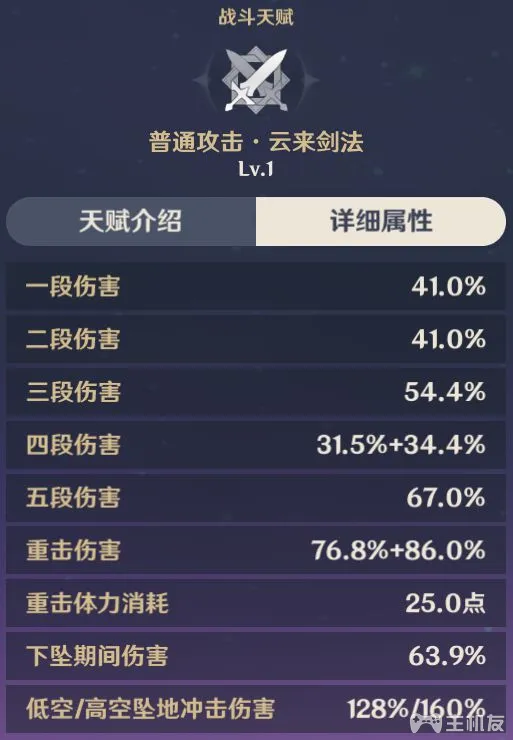 战斗天赋
普通攻击·云来剑法
Lv.1
天赋介绍 详细属性
一段伤害 41.0%
二段伤害 41.0%
三段伤害 54.4%
四段伤害 31.5%+34.4%
五段伤害 67.0%
重击伤害 76.8%+86.0%
重击体力消耗 25.0点
下坠期间伤害 63.9%
低空/高空坠地冲击伤害 128%/160%
主机友